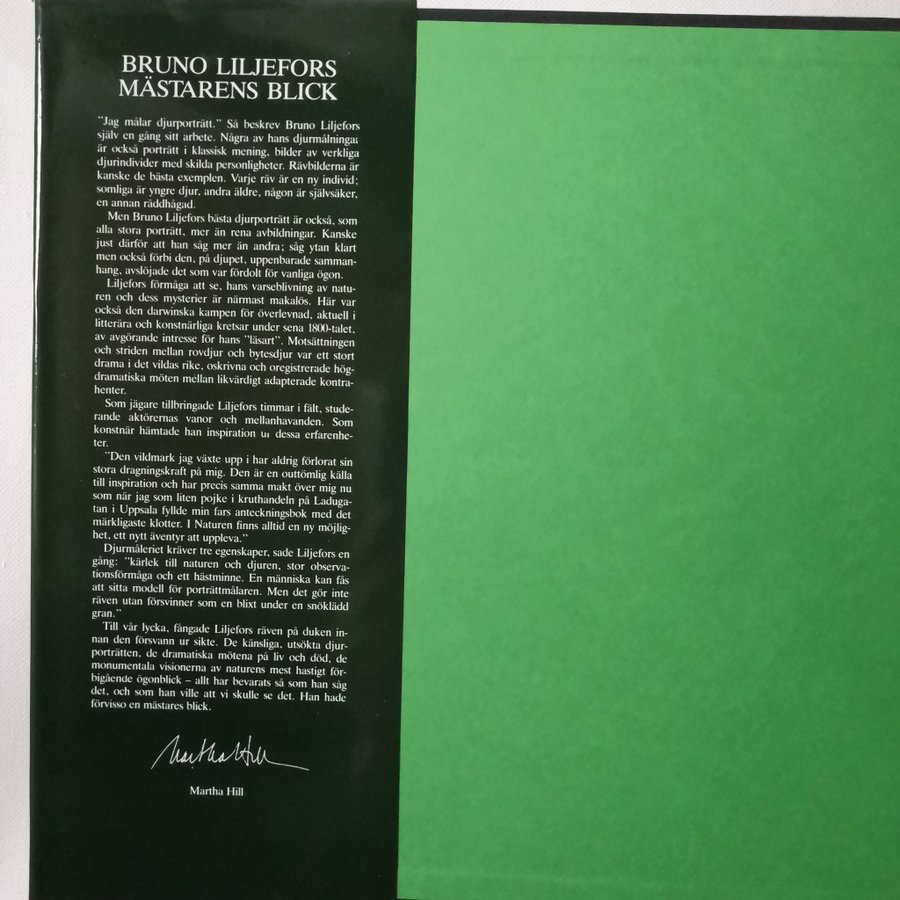 BRUNO LILJEFORS
MÄSTARENS BLICK
"Jag målar djurporträtt." Så beskrev Bruno Liljefors
själv en gång sitt arbete. Några av hans djurmålningar
är också porträtt i klassisk mening, bilder av verkliga
djurindivider med skilda personligheter. Rävbilderna är
kanske de bästa exemplen. Varje räv är en ny individ;
somliga är yngre djur, andra äldre, någon är självsäker,
en annan räddhågad.
Men Bruno Liljefors bästa djurporträtt är också, som
alla stora porträtt, mer än rena avbildningar. Kanske
just därför att han såg mer än andra; såg ytan klart
men också förbi den, på djupet, uppenbarade samman-
hang, avslöjade det som var fördolt för vanliga ögon.
Liljefors förmåga att se, hans varseblivning av natu-
ren och dess mysterier är närmast makalös. Här var
också den darwinska kampen för överlevnad, aktuell i
litterära och konstnärliga kretsar under sena 1800-talet,
av avgörande intresse för hans "läsart". Motsättningen
och striden mellan rovdjur och bytesdjur var ett stort
drama i det vildas rike, oskrivna och oregistrerade hög-
dramatiska möten mellan likvärdigt adapterade kontra-
henter.
Som jägare tillbringade Liljefors timmar i fält, stude-
rande aktörernas vanor och mellanhavanden. Som
konstnär hämtade han inspiration ur dessa erfarenhe-
ter.
"Den vildmark jag växte upp i har aldrig förlorat sin
stora dragningskraft på mig. Den är en outtömlig källa
till inspiration och har precis samma makt över mig nu
som när jag som liten pojke i kruthandeln på Laduga-
tan i Uppsala fyllde min fars anteckningsbok med det
märkligaste klotter. I Naturen finns alltid en ny möjlig-
het, ett nytt äventyr att uppleva."
Djurmåleriet kräver tre egenskaper, sade Liljefors en
gång: "kärlek till naturen och djuren, stor observa-
tionsförmåga och ett hästminne. En människa kan fås
att sitta modell för porträttmålaren. Men det gör inte
räven utan försvinner som en blixt under en snöklädd
gran."
Till vår lycka, fångade Liljefors räven på duken in-
nan den försvann ur sikte. De känsliga, utsökta djur-
porträtten, de dramatiska mötena på liv och död, de
monumentala visionerna av naturens mest hastigt för-
bigående ögonblick – allt har bevarats så som han såg
det, och som han ville att vi skulle se det. Han hade
förvisso en mästares blick.
Martha Hill
Martha Hill